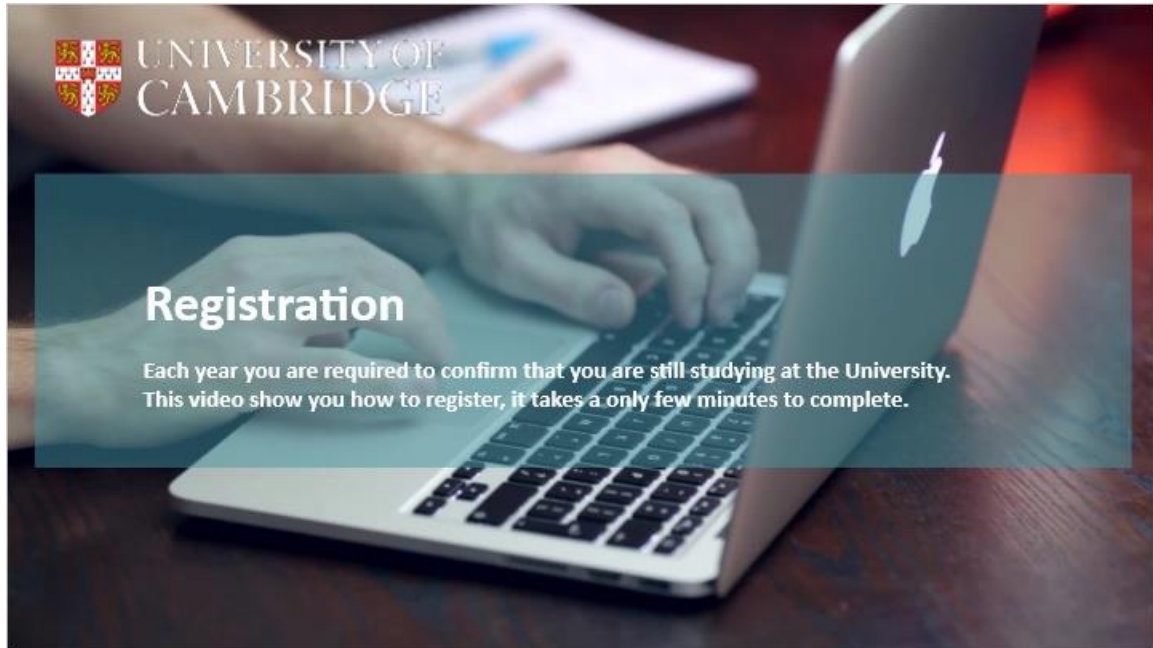 UNIVERSITY OF
CAMBRIDGE
Registration
Each year you are required to confirm that you are still studying at the University.
This video show you how to register, it takes a only few minutes to complete.